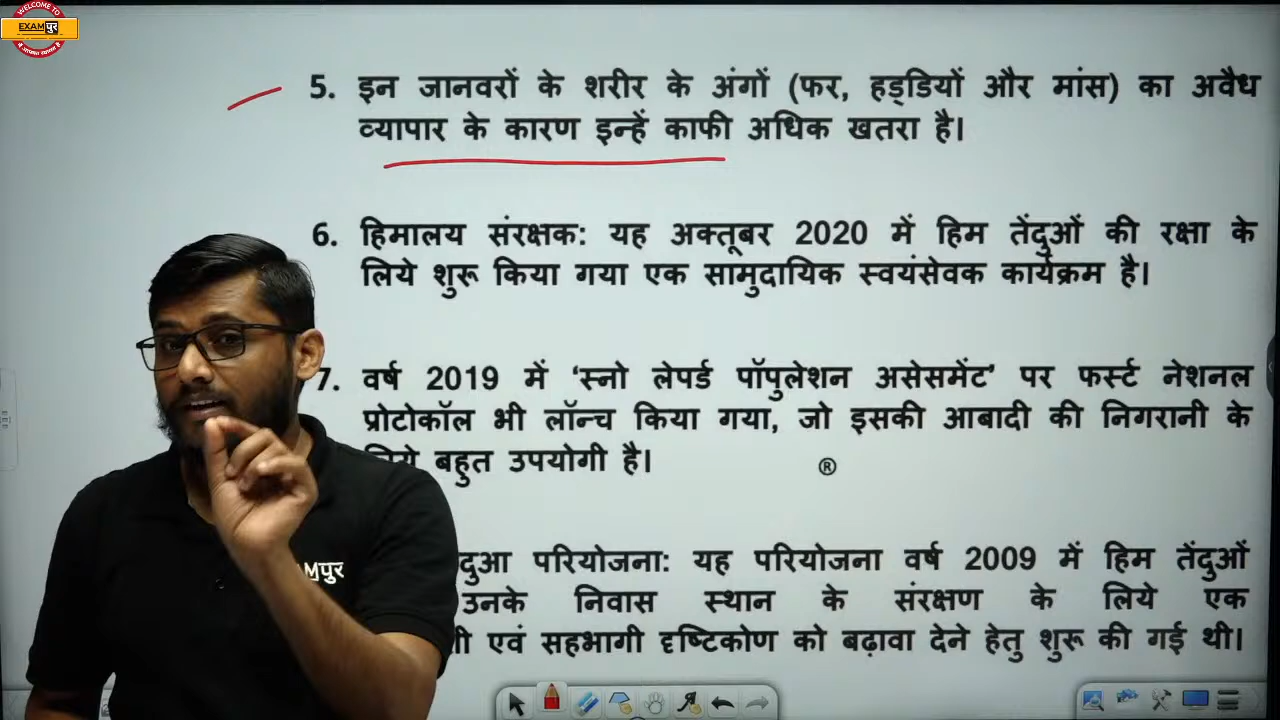 WELCOME TO
EXAMपुर
5. इन जानवरों के शरीर के अंगों (फर, हड्डियों और मांस) का अवैध
व्यापार के कारण इन्हें काफी अधिक खतरा है।
6. हिमालय संरक्षक: यह अक्तूबर 2020 में हिम तेंदुओं की रक्षा के
लिये शुरू किया गया एक सामुदायिक स्वयंसेवक कार्यक्रम है।
7. वर्ष 2019 में ‘स्नो लेपर्ड पॉपुलेशन असेसमेंट’ पर फर्स्ट नेशनल
प्रोटोकॉल भी लॉन्च किया गया, जो इसकी आबादी की निगरानी के
लिये बहुत उपयोगी है।
®
परियोजना: यह परियोजना वर्ष 2009 में हिम तेंदुओं
उनके निवास स्थान के संरक्षण के लिये एक
एवं सहभागी दृष्टिकोण को बढ़ावा देने हेतु शुरू की गई थी।